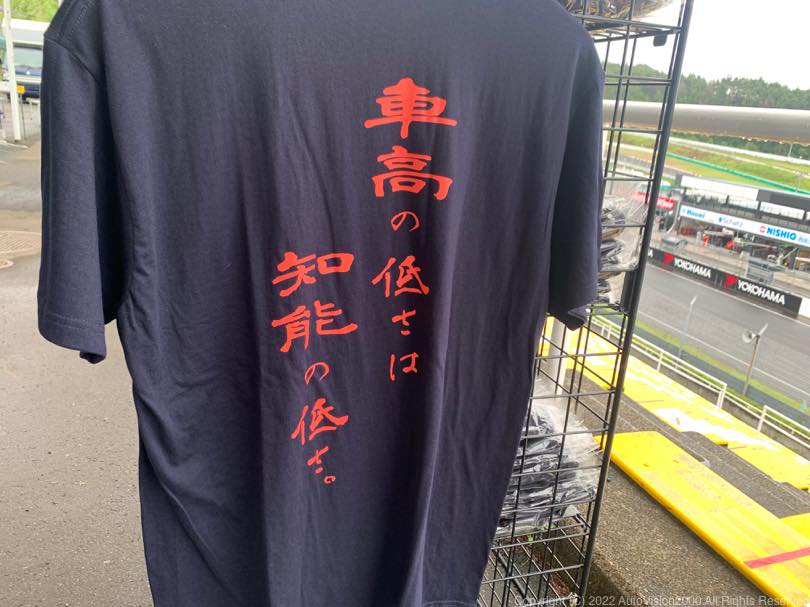 車高の低さは
知能の低さ。
NISHIO
YOKOHAMA
YOKOHAMA
Copyright (C) 2022 AutoVision2000 All Rights Reserved